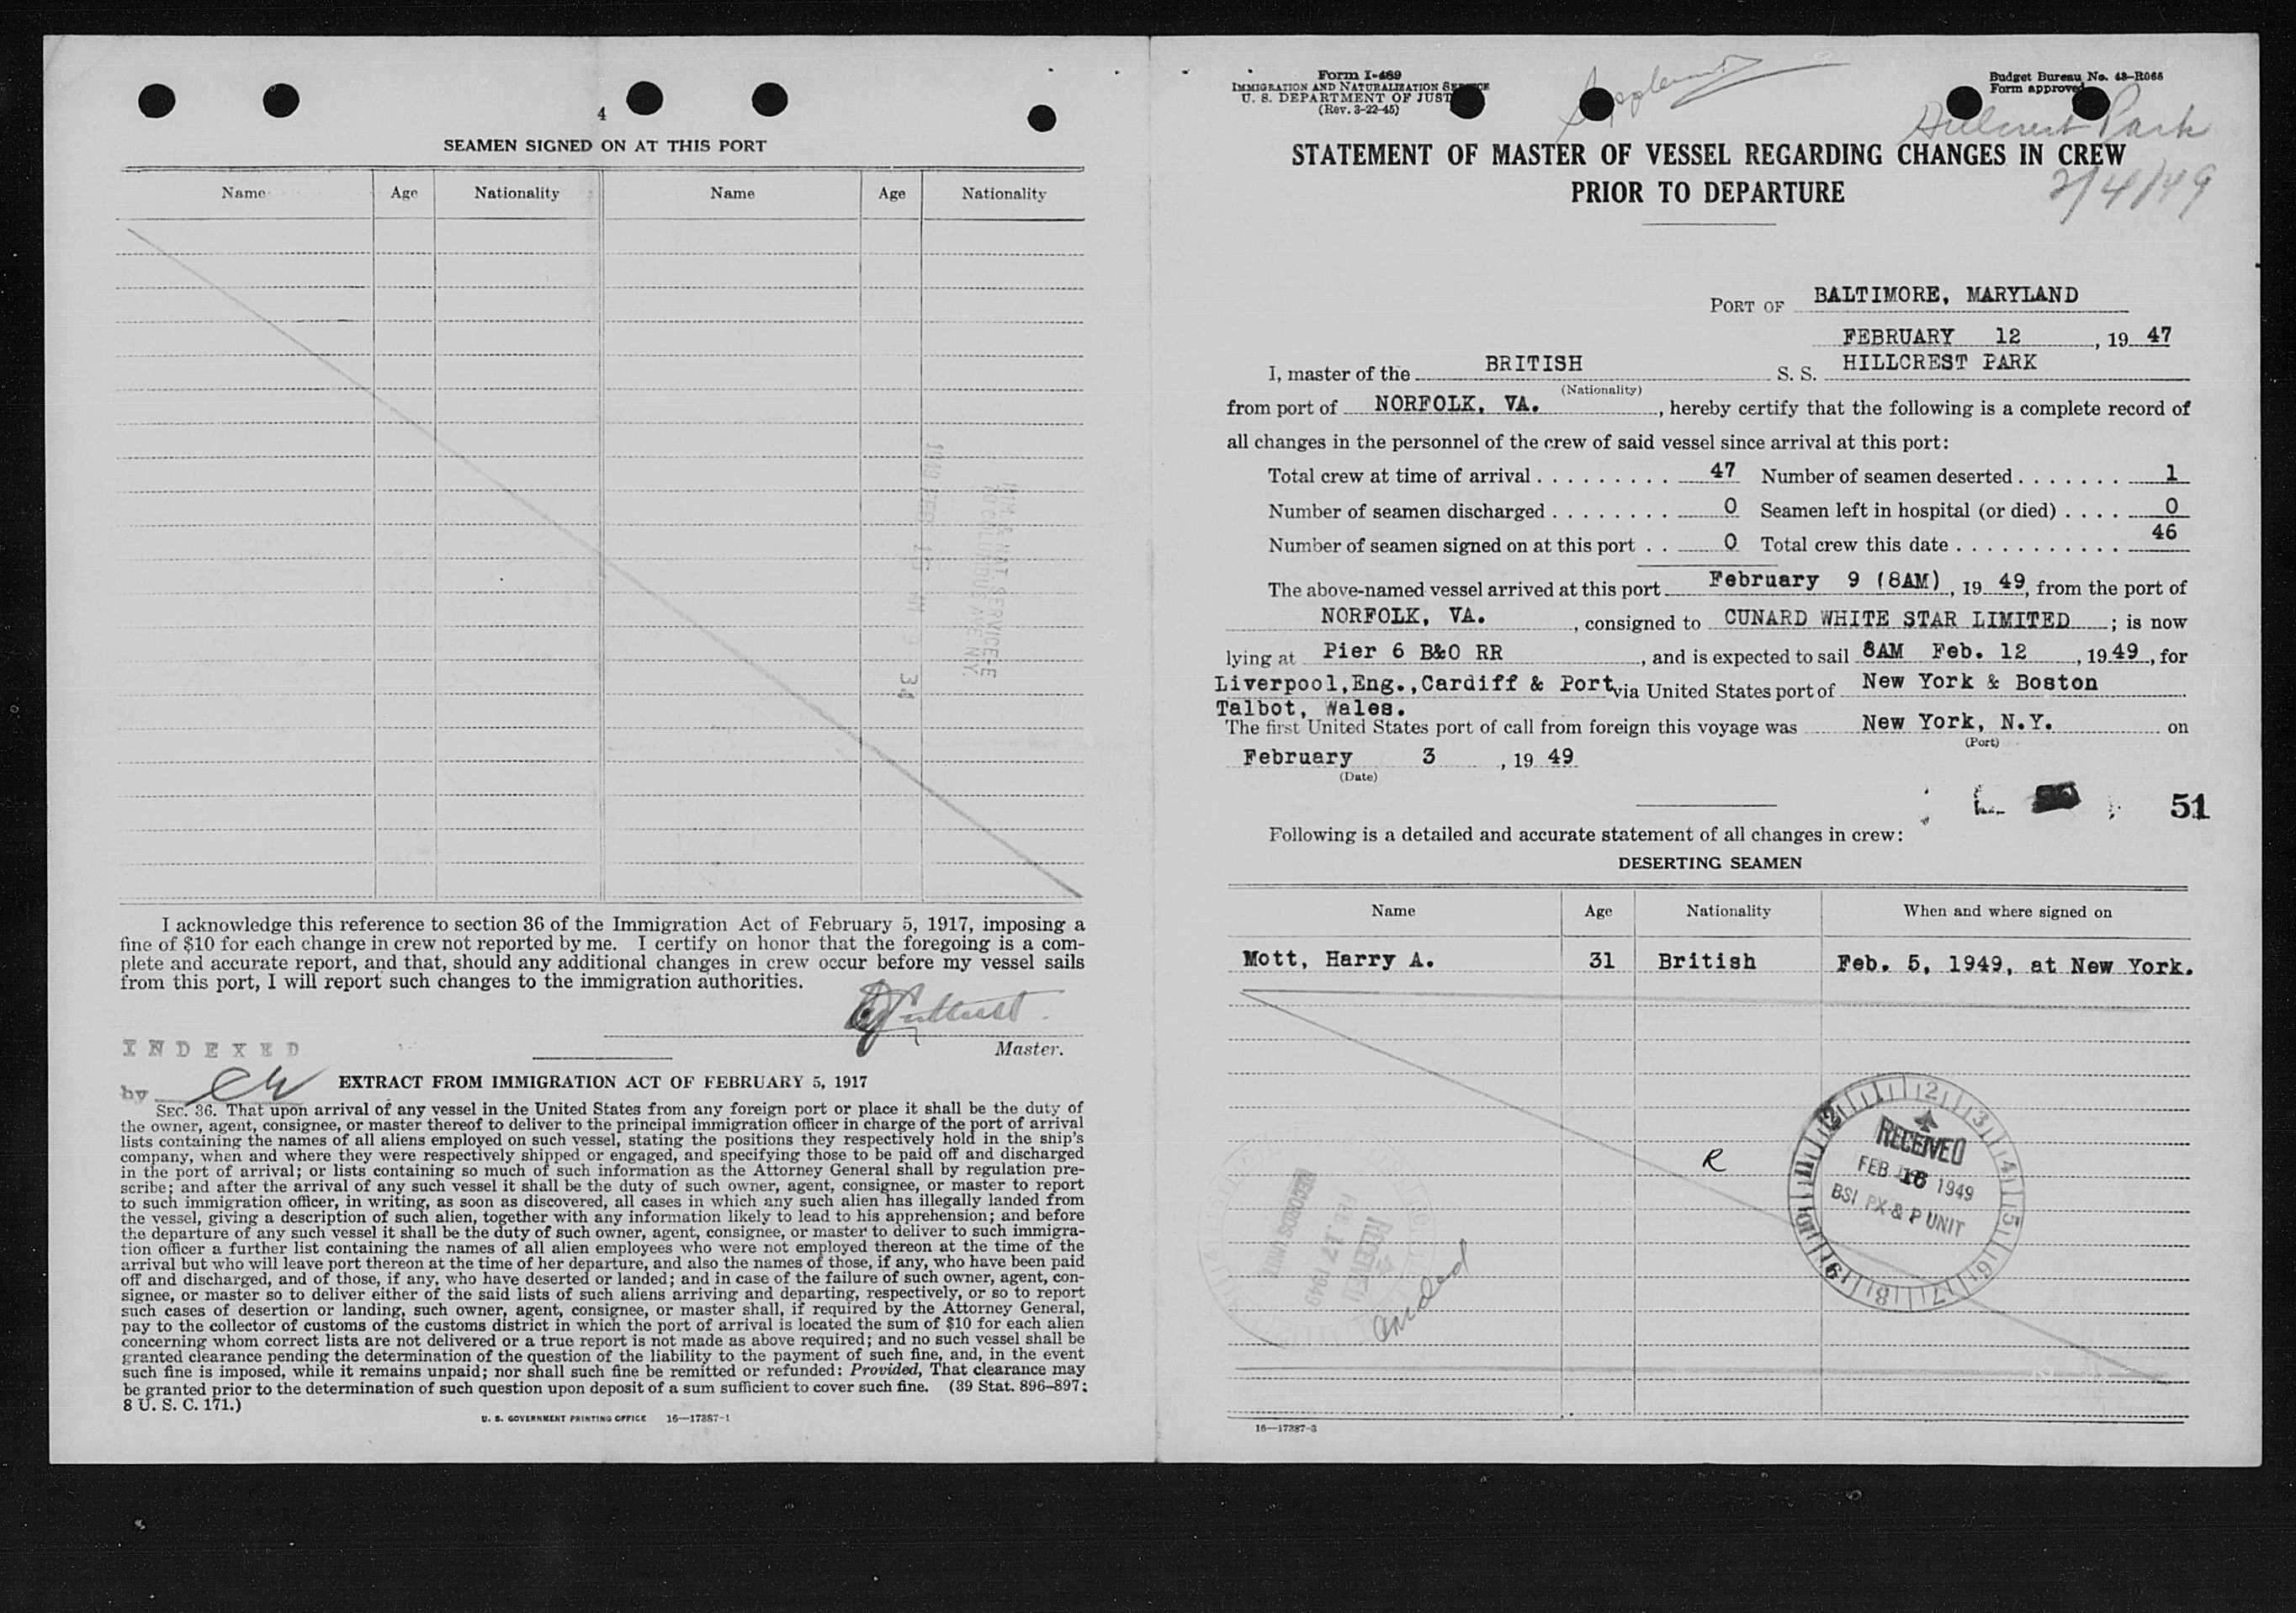 4
SEAMEN SIGNED ON AT THIS PORT
Name Age Nationality Name Age Nationality
1949 FEB 16 AM 9 34
IMM & NAT SERVICE
70 COLUMBUS AVE N.Y.
I acknowledge this reference to section 36 of the Immigration Act of February 5, 1917, imposing a
fine of $10 for each change in crew not reported by me. I certify on honor that the foregoing is a com-
plete and accurate report, and that, should any additional changes in crew occur before my vessel sails
from this port, I will report such changes to the immigration authorities.
Master.
INDEXED
by
EXTRACT FROM IMMIGRATION ACT OF FEBRUARY 5, 1917
SEC. 36. That upon arrival of any vessel in the United States from any foreign port or place it shall be the duty of
the owner, agent, consignee, or master thereof to deliver to the principal immigration officer in charge of the port of arrival
lists containing the names of all aliens employed on such vessel, stating the positions they respectively hold in the ship's
company, when and where they were respectively shipped or engaged, and specifying those to be paid off and discharged
in the port of arrival; or lists containing so much of such information as the Attorney General shall by regulation pre-
scribe; and after the arrival of any such vessel it shall be the duty of such owner, agent, consignee, or master to report
to such immigration officer, in writing, as soon as discovered, all cases in which any such alien has illegally landed from
the vessel, giving a description of such alien, together with any information likely to lead to his apprehension; and before
the departure of any such vessel it shall be the duty of such owner, agent, consignee, or master to deliver to such immigra-
tion officer a further list containing the names of all alien employees who were not employed thereon at the time of the
arrival but who will leave port thereon at the time of her departure, and also the names of those, if any, who have been paid
off and discharged, and of those, if any, who have deserted or landed; and in case of the failure of such owner, agent, con-
signee, or master so to deliver either of the said lists of such aliens arriving and departing, respectively, or so to report
such cases of desertion or landing, such owner, agent, consignee, or master shall, if required by the Attorney General,
pay to the collector of customs of the customs district in which the port of arrival is located the sum of $10 for each alien
concerning whom correct lists are not delivered or a true report is not made as above required; and no such vessel shall be
granted clearance pending the determination of the question of the liability to the payment of such fine, and, in the event
such fine is imposed, while it remains unpaid; nor shall such fine be remitted or refunded: Provided, That clearance may
be granted prior to the determination of such question upon deposit of a sum sufficient to cover such fine. (39 Stat. 896–897;
8 U. S. C. 171.)
U. S. GOVERNMENT PRINTING OFFICE 16—17387-1
Form I-489
IMMIGRATION AND NATURALIZATION SERVICE
U. S. DEPARTMENT OF JUST
(Rev. 3-22-45)
Budget Bureau No. 43-R065
Form approved
Hillcrest Park
2/4/49
STATEMENT OF MASTER OF VESSEL REGARDING CHANGES IN CREW
PRIOR TO DEPARTURE
PORT OF BALTIMORE, MARYLAND
FEBRUARY 12, 19 47
I, master of the BRITISH S. S. HILLCREST PARK
(Nationality)
from port of NORFOLK, VA., hereby certify that the following is a complete record of
all changes in the personnel of the crew of said vessel since arrival at this port:
Total crew at time of arrival 47 Number of seamen deserted 1
Number of seamen discharged 0 Seamen left in hospital (or died) 0
Number of seamen signed on at this port 0 Total crew this date 46
The above-named vessel arrived at this port February 9 (8AM), 19 49, from the port of
NORFOLK, VA., consigned to CUNARD WHITE STAR LIMITED; is now
lying at Pier 6 B&O RR, and is expected to sail 8AM Feb. 12, 19 49, for
Liverpool,Eng.,Cardiff & Port via United States port of New York & Boston
Talbot, Wales.
The first United States port of call from foreign this voyage was New York, N.Y. on
(Port)
February 3, 19 49
(Date)
51
Following is a detailed and accurate statement of all changes in crew:
DESERTING SEAMEN
Name Age Nationality When and where signed on
Mott, Harry A. 31 British Feb. 5, 1949, at New York.
R
RECEIVED
FEB 16 1949
BSI PX & P UNIT
RECEIVED
FEB 17 1949
RECORDS UNIT
16—17387-3